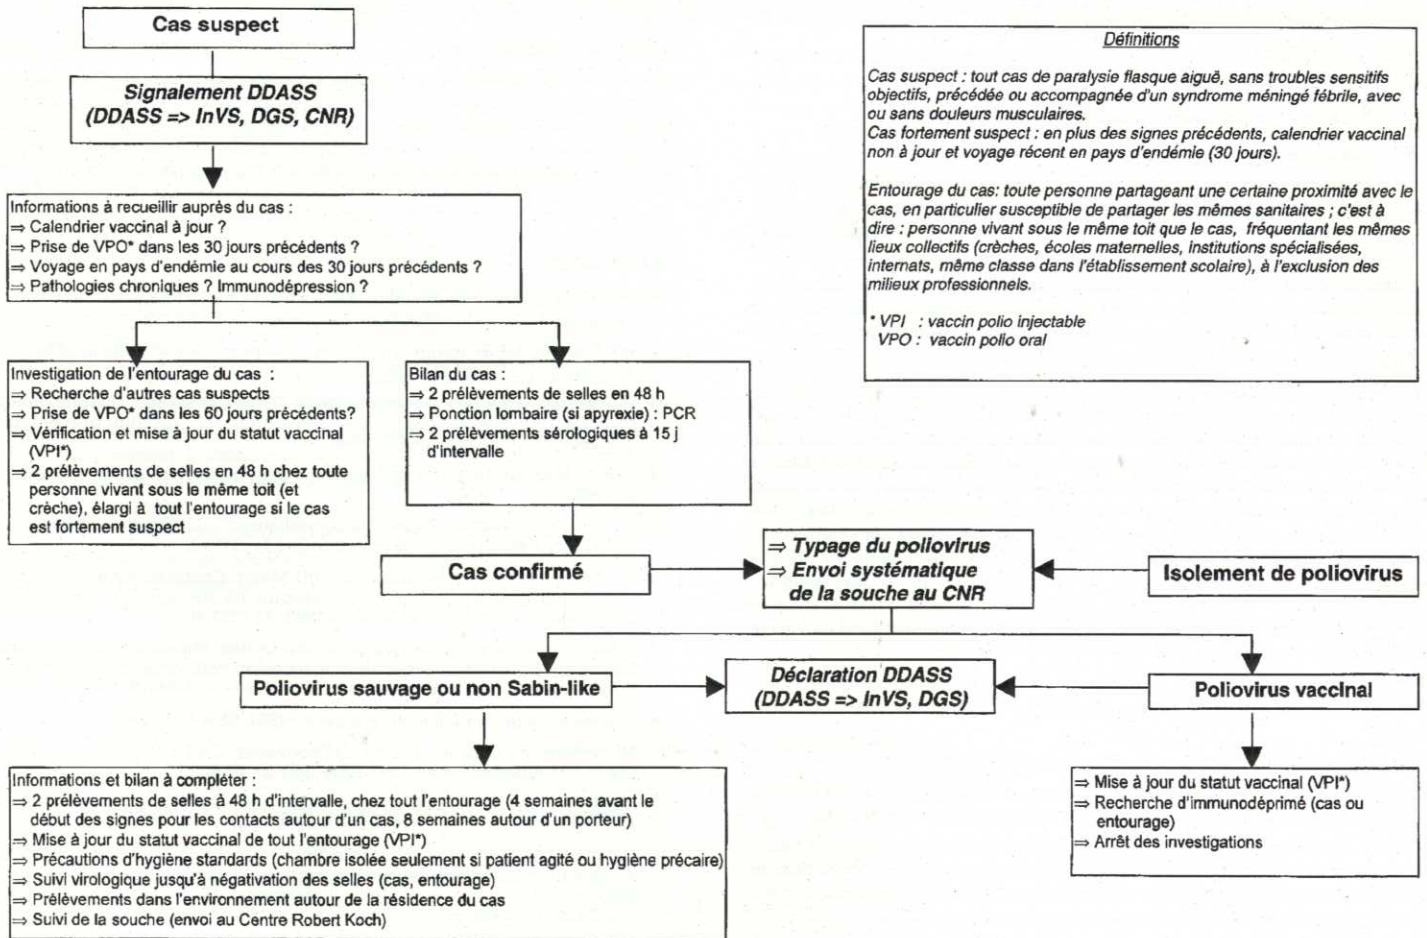 Cas suspect
Signalement DDASS
(DDASS => InVS, DGS, CNR)
Informations à recueillir auprès du cas :
⇒ Calendrier vaccinal à jour ?
⇒ Prise de VPO* dans les 30 jours précédents ?
⇒ Voyage en pays d'endémie au cours des 30 jours précédents ?
⇒ Pathologies chroniques ? Immunodépression ?
Définitions
Cas suspect : tout cas de paralysie flasque aiguë, sans troubles sensitifs
objectifs, précédée ou accompagnée d'un syndrome méningé fébrile, avec
ou sans douleurs musculaires.
Cas fortement suspect : en plus des signes précédents, calendrier vaccinal
non à jour et voyage récent en pays d'endémie (30 jours).
Entourage du cas: toute personne partageant une certaine proximité avec le
cas, en particulier susceptible de partager les mêmes sanitaires ; c'est à
dire : personne vivant sous le même toit que le cas, fréquentant les mêmes
lieux collectifs (crèches, écoles maternelles, institutions spécialisées,
internats, même classe dans l'établissement scolaire), à l'exclusion des
milieux professionnels.
* VPI : vaccin polio injectable
VPO : vaccin polio oral
Investigation de l'entourage du cas :
⇒ Recherche d'autres cas suspects
⇒ Prise de VPO* dans les 60 jours précédents?
⇒ Vérification et mise à jour du statut vaccinal
(VPI*)
⇒ 2 prélèvements de selles en 48 h chez toute
personne vivant sous le même toit (et
crèche), élargi à tout l'entourage si le cas
est fortement suspect
Bilan du cas :
⇒ 2 prélèvements de selles en 48 h
⇒ Ponction lombaire (si apyrexie) : PCR
⇒ 2 prélèvements sérologiques à 15 j
d'intervalle
Cas confirmé
⇒ Typage du poliovirus
⇒ Envoi systématique
de la souche au CNR
Isolement de poliovirus
Poliovirus sauvage ou non Sabin-like
Déclaration DDASS
(DDASS => InVS, DGS)
Poliovirus vaccinal
Informations et bilan à compléter :
⇒ 2 prélèvements de selles à 48 h d'intervalle, chez tout l'entourage (4 semaines avant le
début des signes pour les contacts autour d'un cas, 8 semaines autour d'un porteur)
⇒ Mise à jour du statut vaccinal de tout l'entourage (VPI*)
⇒ Précautions d'hygiène standards (chambre isolée seulement si patient agité ou hygiène précaire)
⇒ Suivi virologique jusqu'à négativation des selles (cas, entourage)
⇒ Prélèvements dans l'environnement autour de la résidence du cas
⇒ Suivi de la souche (envoi au Centre Robert Koch)
⇒ Mise à jour du statut vaccinal (VPI*)
⇒ Recherche d'immunodéprimé (cas ou
entourage)
⇒ Arrêt des investigations